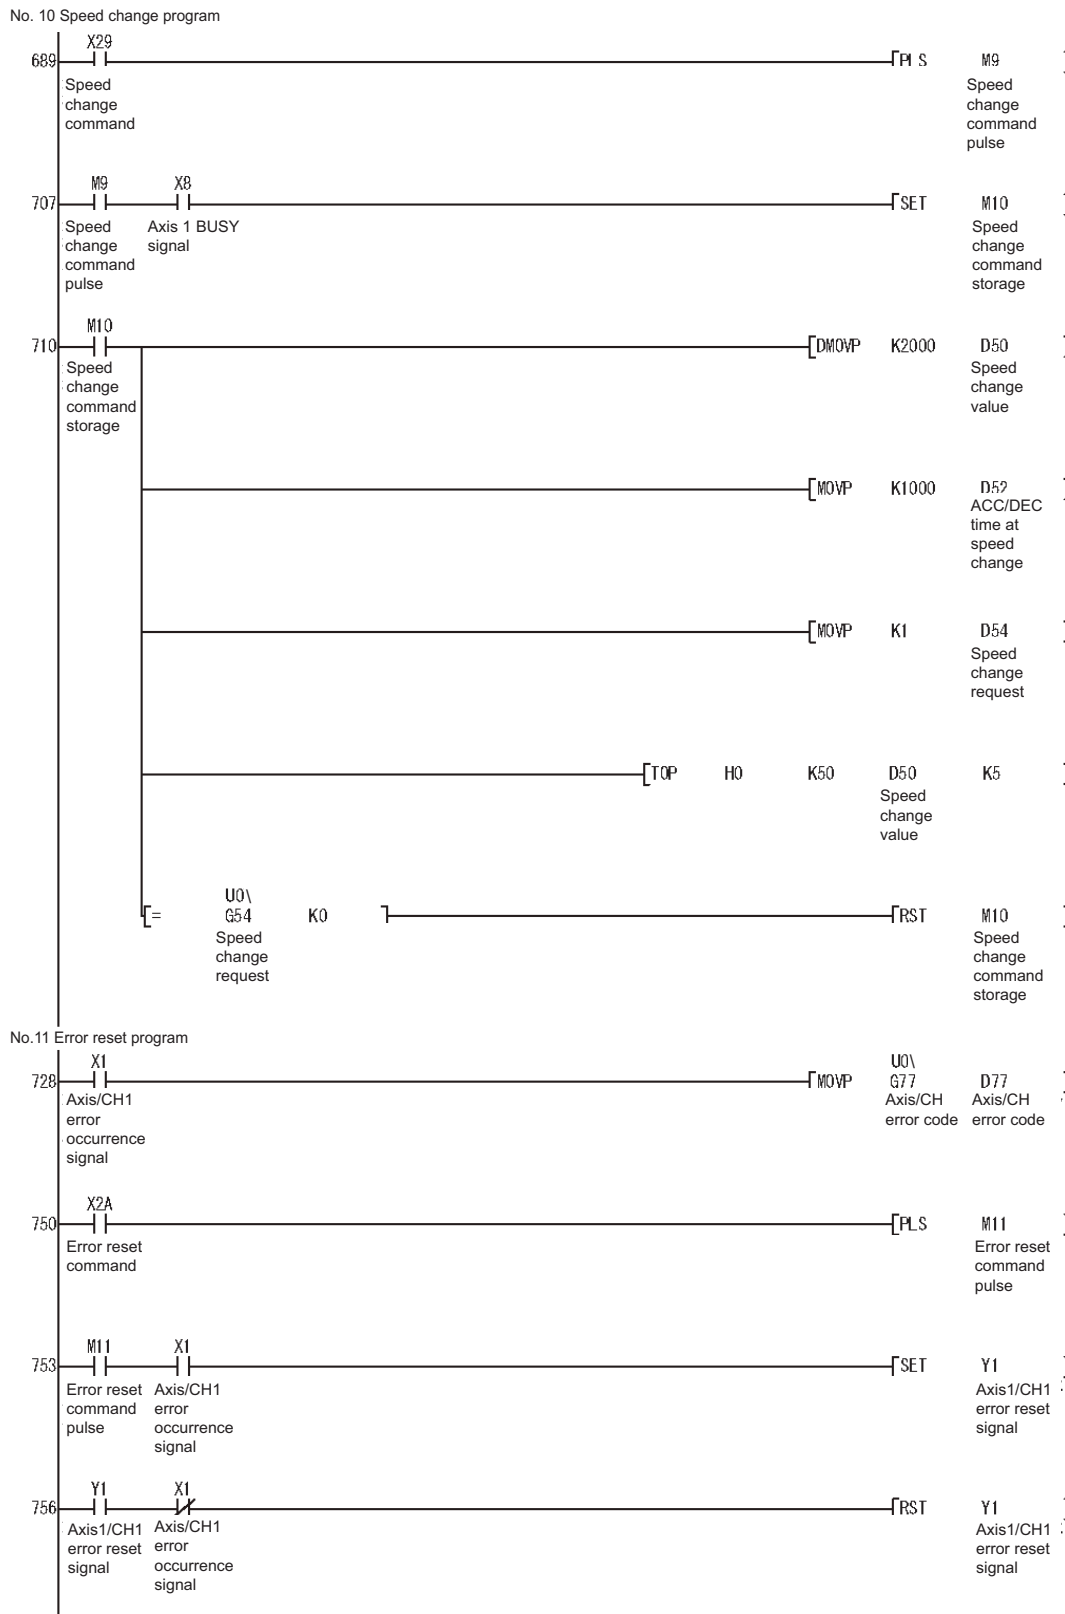 No. 10 Speed change program
X29
689 PLS M9
Speed change command
Speed change command pulse
M9 X8
707 SET M10
Speed change command pulse
Axis 1 BUSY signal
Speed change command storage
M10
710 DMOVP K2000 D50
Speed change command storage
Speed change value
MOVP K1000 D52
ACC/DEC time at speed change
MOVP K1 D54
Speed change request
TOP H0 K50 D50 K5
Speed change value
U0\
= G54 K0 RST M10
Speed change request
Speed change command storage
No.11 Error reset program
X1 U0\
728 MOVP G77 D77
Axis/CH1 error occurrence signal
Axis/CH error code
Axis/CH error code
X2A
750 PLS M11
Error reset command
Error reset command pulse
M11 X1
753 SET Y1
Error reset command pulse
Axis/CH1 error occurrence signal
Axis1/CH1 error reset signal
Y1 X1
756 RST Y1
Axis1/CH1 error reset signal
Axis/CH1 error occurrence signal
Axis1/CH1 error reset signal